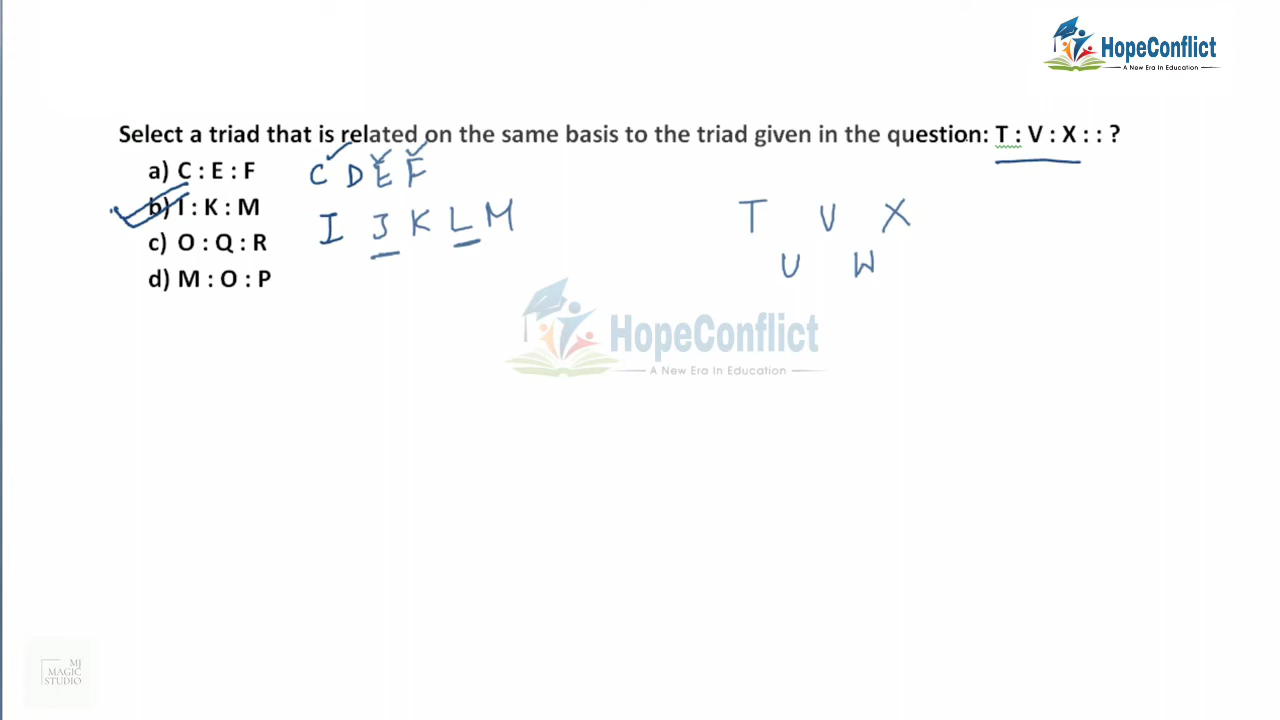 HopeConflict
A New Era In Education
Select a triad that is related on the same basis to the triad given in the question: T : V : X : : ?
a) C : E : F
C D E F
b) I : K : M
I J K L M
T V X
c) O : Q : R
U W
d) M : O : P
HopeConflict
A New Era In Education
MJ
MAGIC
STUDIO